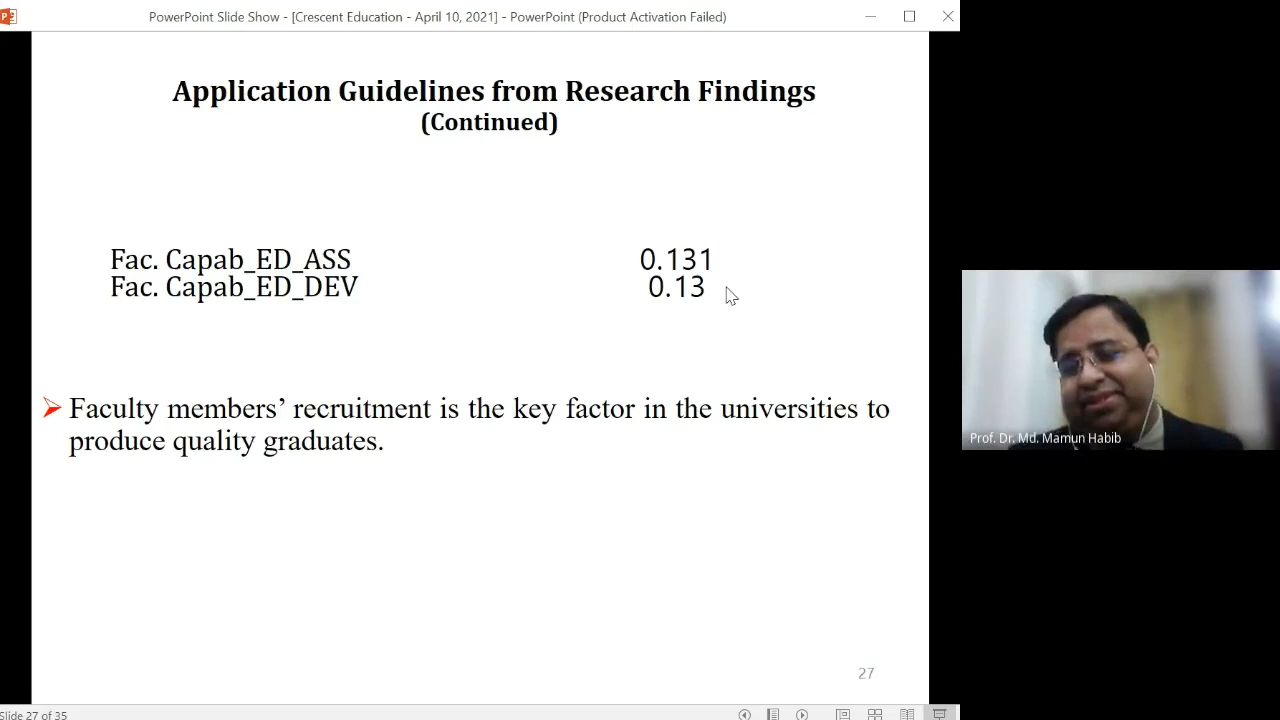 PowerPoint Slide Show - [Crescent Education - April 10, 2021] - PowerPoint (Product Activation Failed)
Application Guidelines from Research Findings
(Continued)
Fac. Capab_ED_ASS 0.131
Fac. Capab_ED_DEV 0.13
➢ Faculty members’ recruitment is the key factor in the universities to
produce quality graduates.
Prof. Dr. Md. Mamun Habib
27
Slide 27 of 35